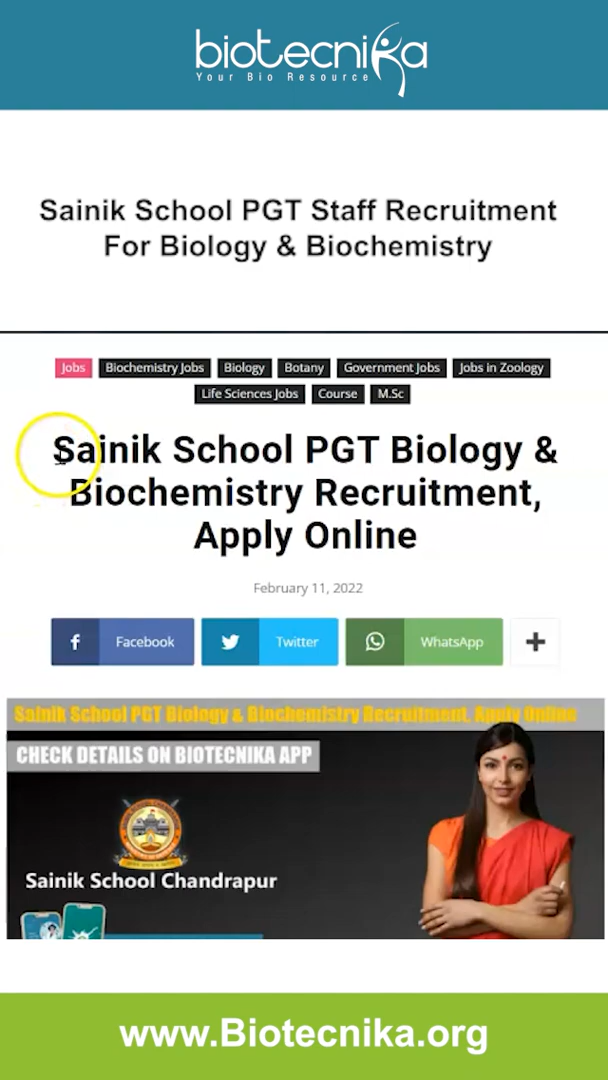 biotecnika
Your Bio Resource
Sainik School PGT Staff Recruitment
For Biology & Biochemistry
Jobs Biochemistry Jobs Biology Botany Government Jobs Jobs in Zoology
Life Sciences Jobs Course M.Sc
Sainik School PGT Biology &
Biochemistry Recruitment,
Apply Online
February 11, 2022
Facebook Twitter WhatsApp +
Sainik School PGT Biology & Biochemistry Recruitment, Apply Online
CHECK DETAILS ON BIOTECNIKA APP
Sainik School Chandrapur
www.Biotecnika.org